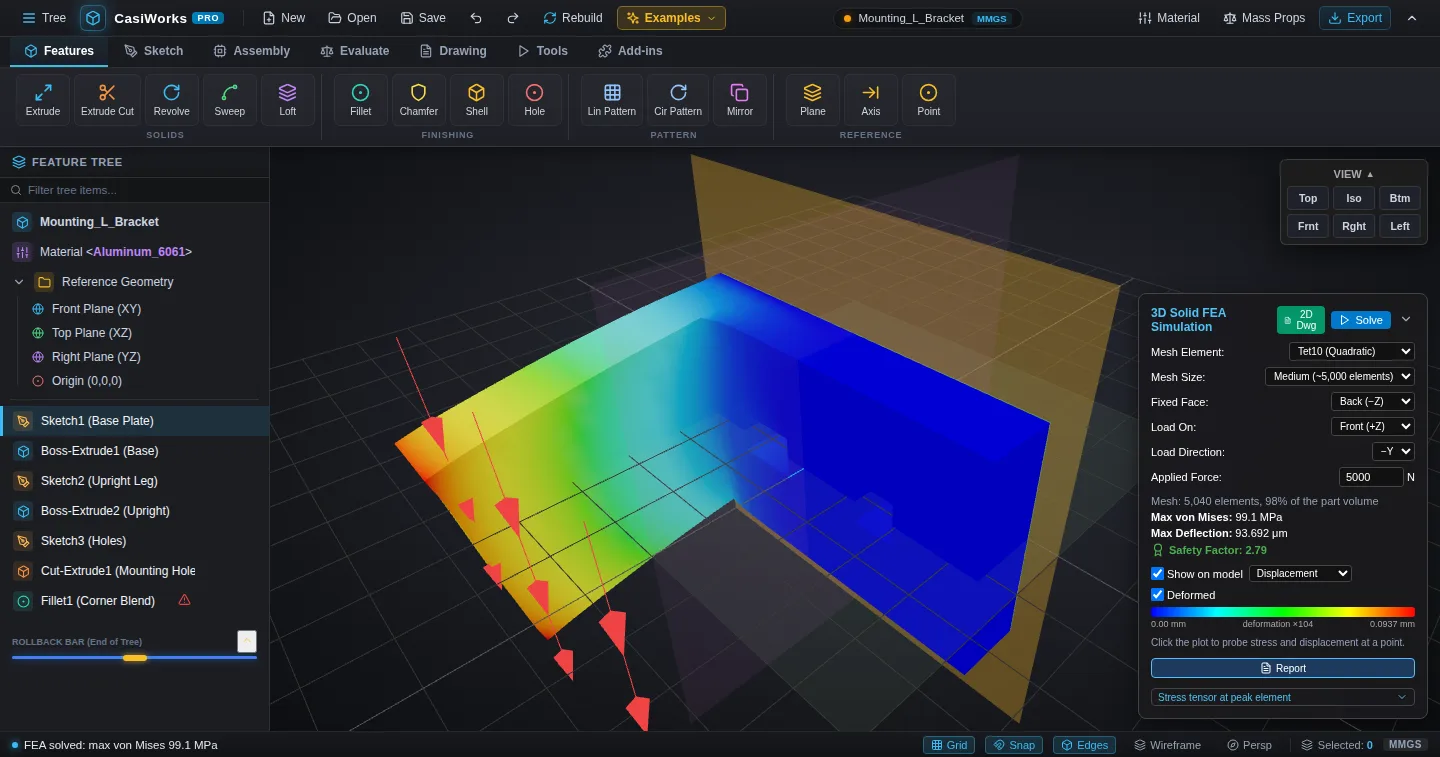 Tree
CasiWorks PRO
New
Open
Save
Rebuild
Examples
Mounting_L_Bracket MMGS
Material
Mass Props
Export
Features
Sketch
Assembly
Evaluate
Drawing
Tools
Add-ins
Extrude
Extrude Cut
Revolve
Sweep
Loft
SOLIDS
Fillet
Chamfer
Shell
Hole
FINISHING
Lin Pattern
Cir Pattern
Mirror
PATTERN
Plane
Axis
Point
REFERENCE
FEATURE TREE
Filter tree items...
Mounting_L_Bracket
Material <Aluminum_6061>
Reference Geometry
Front Plane (XY)
Top Plane (XZ)
Right Plane (YZ)
Origin (0,0,0)
Sketch1 (Base Plate)
Boss-Extrude1 (Base)
Sketch2 (Upright Leg)
Boss-Extrude2 (Upright)
Sketch3 (Holes)
Cut-Extrude1 (Mounting Hole
Fillet1 (Corner Blend)
ROLLBACK BAR (End of Tree)
VIEW ▲
Top Iso Btm
Frnt Rght Left
3D Solid FEA
Simulation
2D
Dwg
Solve
Mesh Element: Tet10 (Quadratic)
Mesh Size: Medium (~5,000 elements)
Fixed Face: Back (−Z)
Load On: Front (+Z)
Load Direction: −Y
Applied Force: 5000 N
Mesh: 5,040 elements, 98% of the part volume
Max von Mises: 99.1 MPa
Max Deflection: 93.692 µm
Safety Factor: 2.79
Show on model Displacement
Deformed
0.00 mm deformation ×104 0.0937 mm
Click the plot to probe stress and displacement at a point.
Report
Stress tensor at peak element
FEA solved: max von Mises 99.1 MPa
Grid
Snap
Edges
Wireframe
Persp
Selected: 0
MMGS